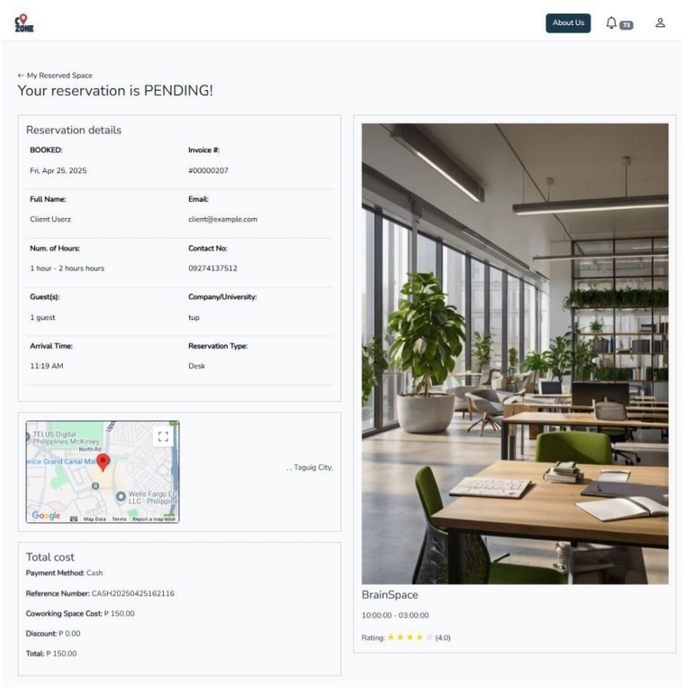 CO
ZONE
About Us
73
← My Reserved Space
Your reservation is PENDING!
Reservation details
BOOKED: Invoice #:
Fri, Apr 25, 2025 #00000207
Full Name: Email:
Client Userz client@example.com
Num. of Hours: Contact No:
1 hour - 2 hours hours 09274137512
Guest(s): Company/University:
1 guest tup
Arrival Time: Reservation Type:
11:19 AM Desk
TELUS Digital
Philippines McKinley
North Rd
Upp
nice Grand Canal Mal
Wells Fargo EG
LLC - Philippine
Google
Map Data Terms Report a map error
, , Taguig City,
Total cost
Payment Method: Cash
Reference Number: CASH20250425162116
Coworking Space Cost: ₱ 150.00
Discount: ₱ 0.00
Total: ₱ 150.00
BrainSpace
10:00:00 - 03:00:00
Rating: ★ ★ ★ ★ ☆ (4.0)